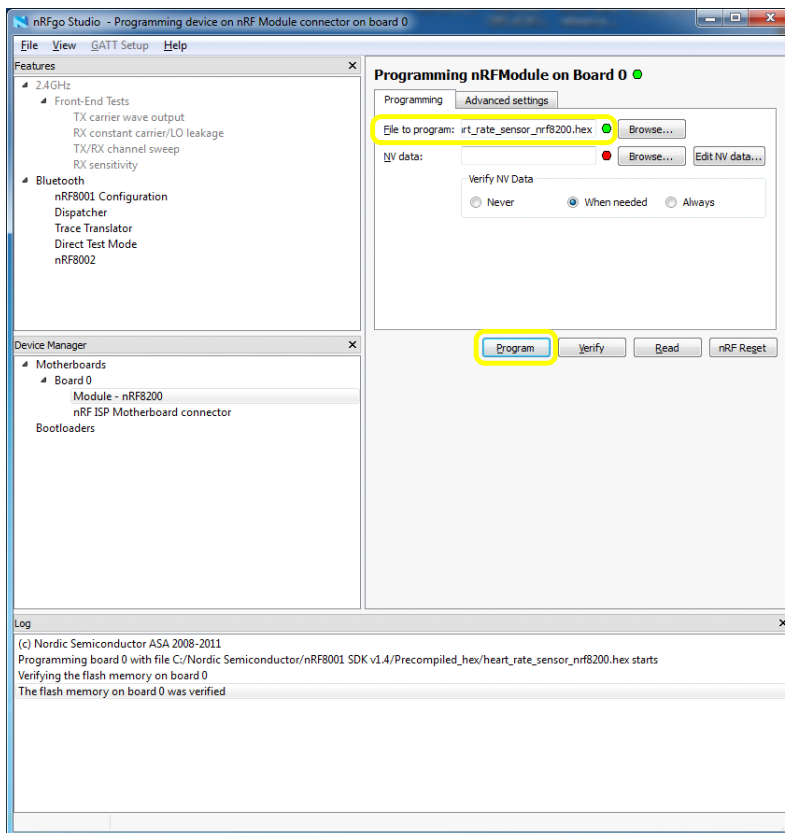 nRFgo Studio - Programming device on nRF Module connector on board 0
File View GATT Setup Help
Features
2.4GHz
Front-End Tests
TX carrier wave output
RX constant carrier/LO leakage
TX/RX channel sweep
RX sensitivity
Bluetooth
nRF8001 Configuration
Dispatcher
Trace Translator
Direct Test Mode
nRF8002
Device Manager
Motherboards
Board 0
Module - nRF8200
nRF ISP Motherboard connector
Bootloaders
Programming nRFModule on Board 0
Programming Advanced settings
File to program: rt_rate_sensor_nrf8200.hex Browse...
NV data: Browse... Edit NV data...
Verify NV Data
Never When needed Always
Program Verify Read nRF Reset
Log
(c) Nordic Semiconductor ASA 2008-2011
Programming board 0 with file C:/Nordic Semiconductor/nRF8001 SDK v1.4/Precompiled_hex/heart_rate_sensor_nrf8200.hex starts
Verifying the flash memory on board 0
The flash memory on board 0 was verified